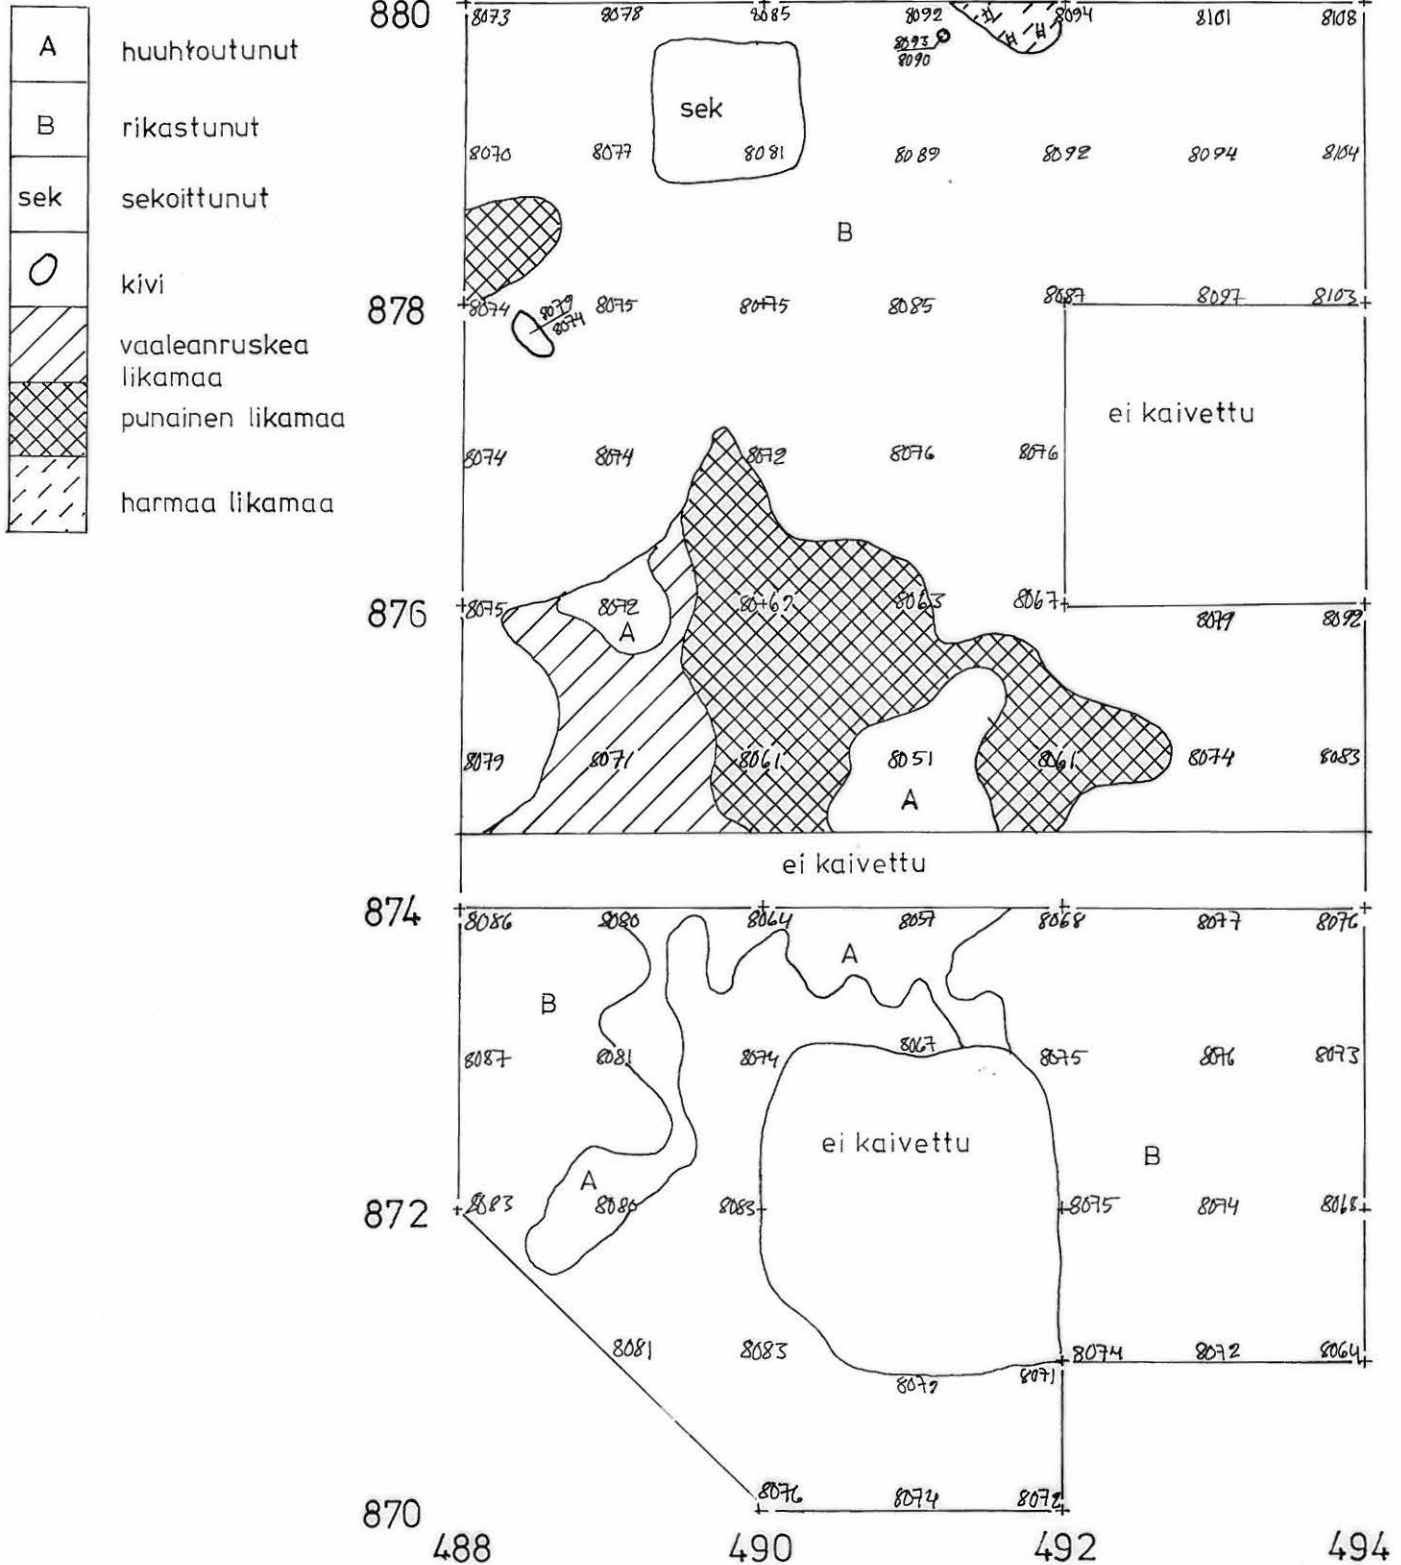 A huuhtoutunut
B rikastunut
sek sekoittunut
kivi
vaaleanruskea
likamaa
punainen likamaa
harmaa likamaa
880 8073 8078 8085 8092 8094 8101 8108
H H H
8093
8090
sek
8070 8077 8081 8089 8092 8094 8104
B
878 8074 8075 8075 8085 8087 8097 8103
8079
8074
ei kaivettu
8074 8074 8072 8076 8076
876 8075 8072 8063 8067 8079 8092
A
8079 8071 8061 8051 8061 8074 8083
A
ei kaivettu
874 8086 8080 8064 8057 8068 8077 8076
A
B
8087 8081 8074 8067 8075 8076 8073
ei kaivettu B
A
872 8083 8080 8083 8075 8074 8068
8081 8083 8074 8072 8064
8079 8071
8076 8074 8072
870
488 490 492 494